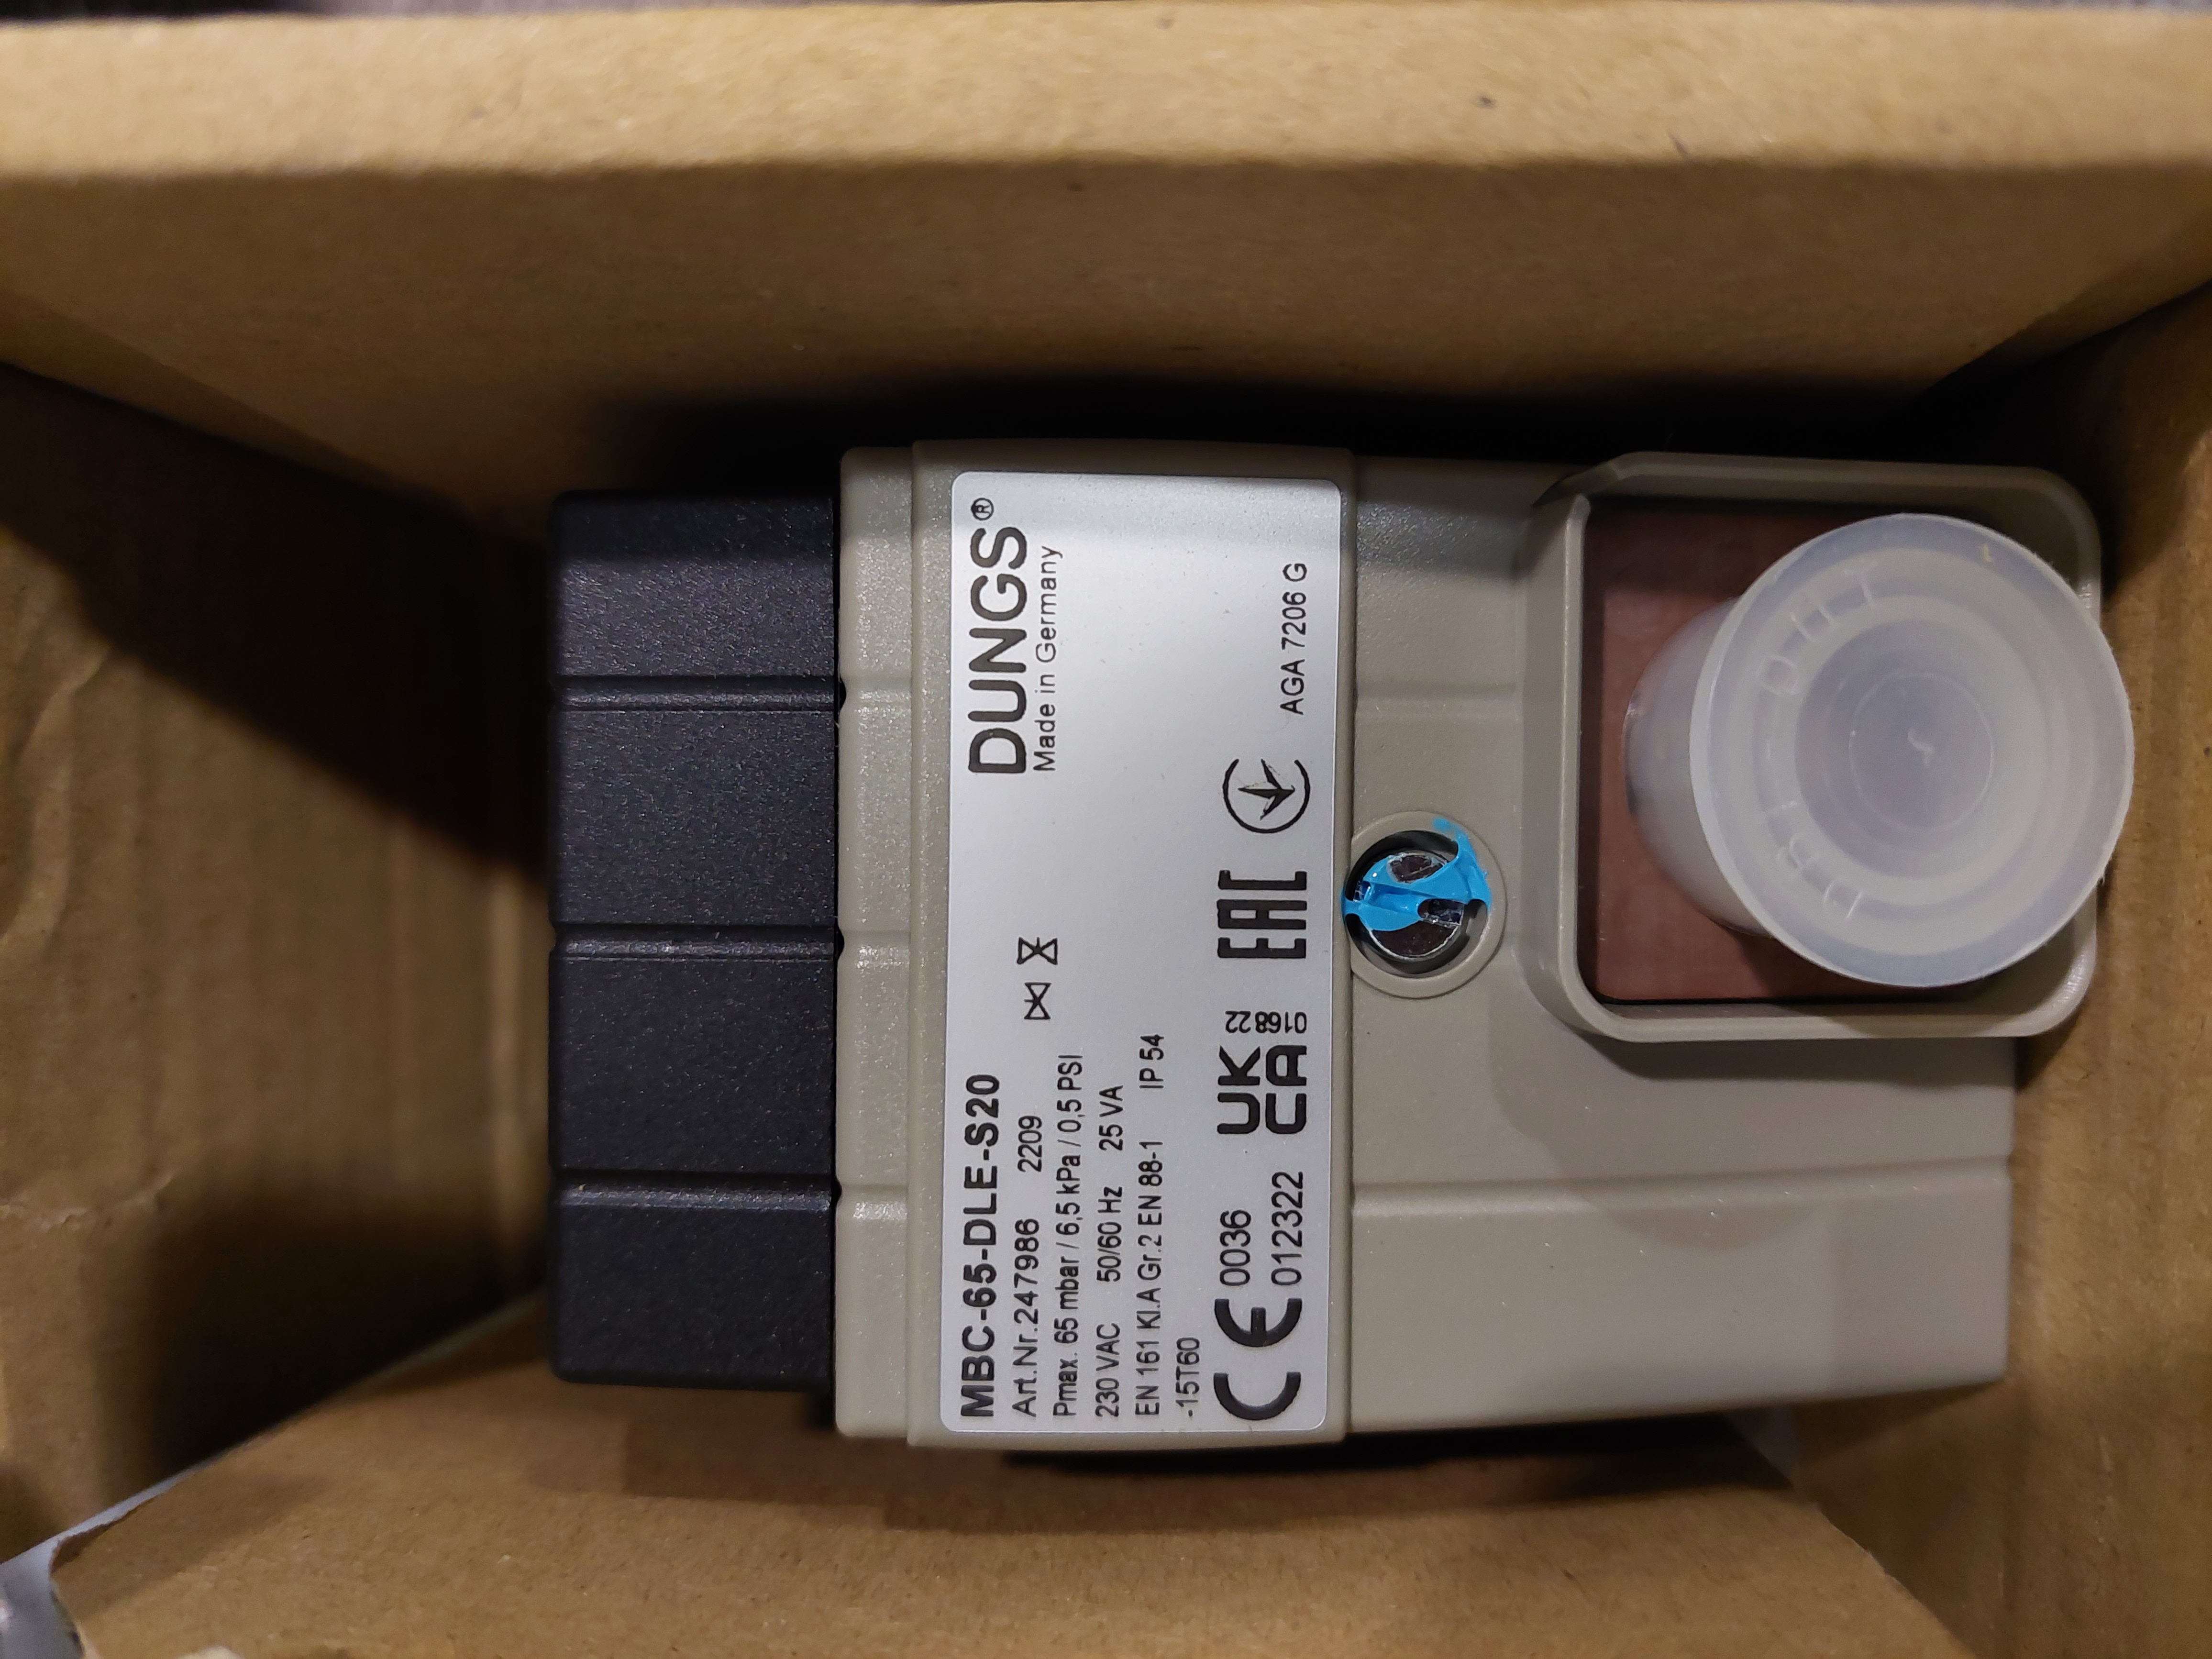 DUNGS®
Made in Germany
MBC-65-DLE-S20
Art.Nr.247986 2209
Pmax. 65 mbar / 6,5 kPa / 0,5 PSI
230 VAC 50/60 Hz 25 VA
EN 161 Kl.A Gr.2 EN 88-1 IP 54
-15T60
CE 0036
012322
UK
CA
22
EAC
AGA 7206 G